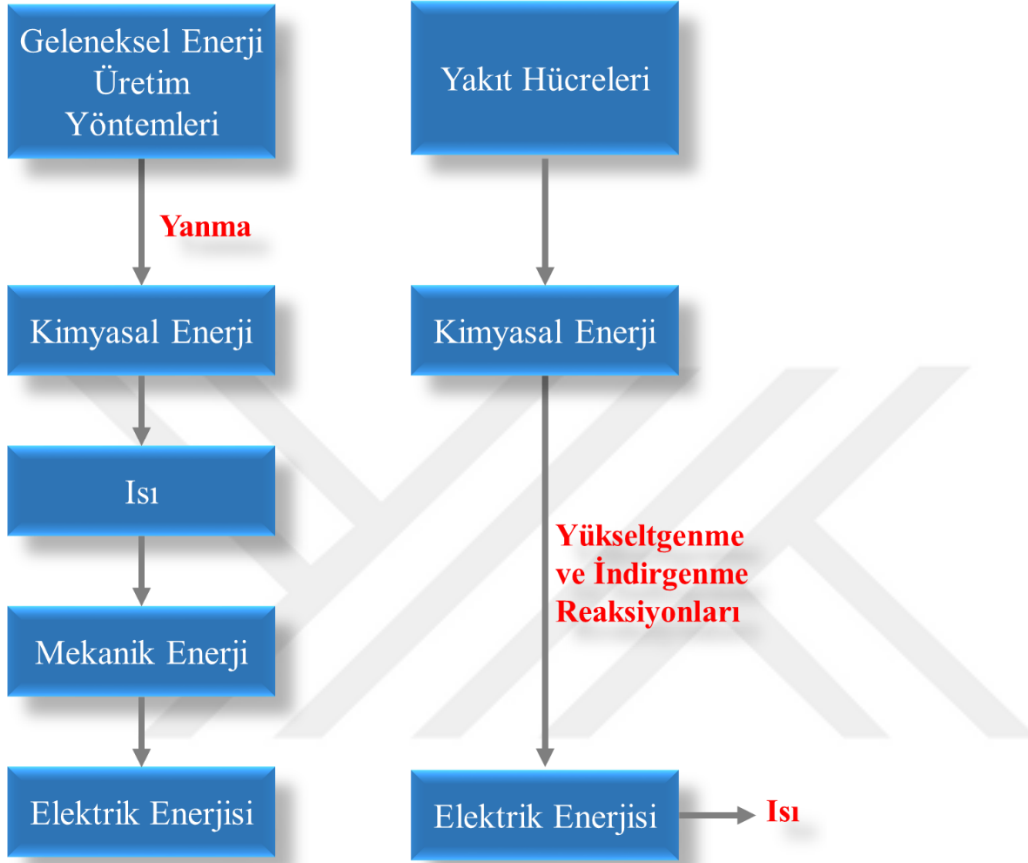 Geleneksel Enerji
Üretim
Yöntemleri
Yanma
Kimyasal Enerji
Isı
Mekanik Enerji
Elektrik Enerjisi
Yakıt Hücreleri
Kimyasal Enerji
Yükseltgenme
ve İndirgenme
Reaksiyonları
Elektrik Enerjisi
Isı